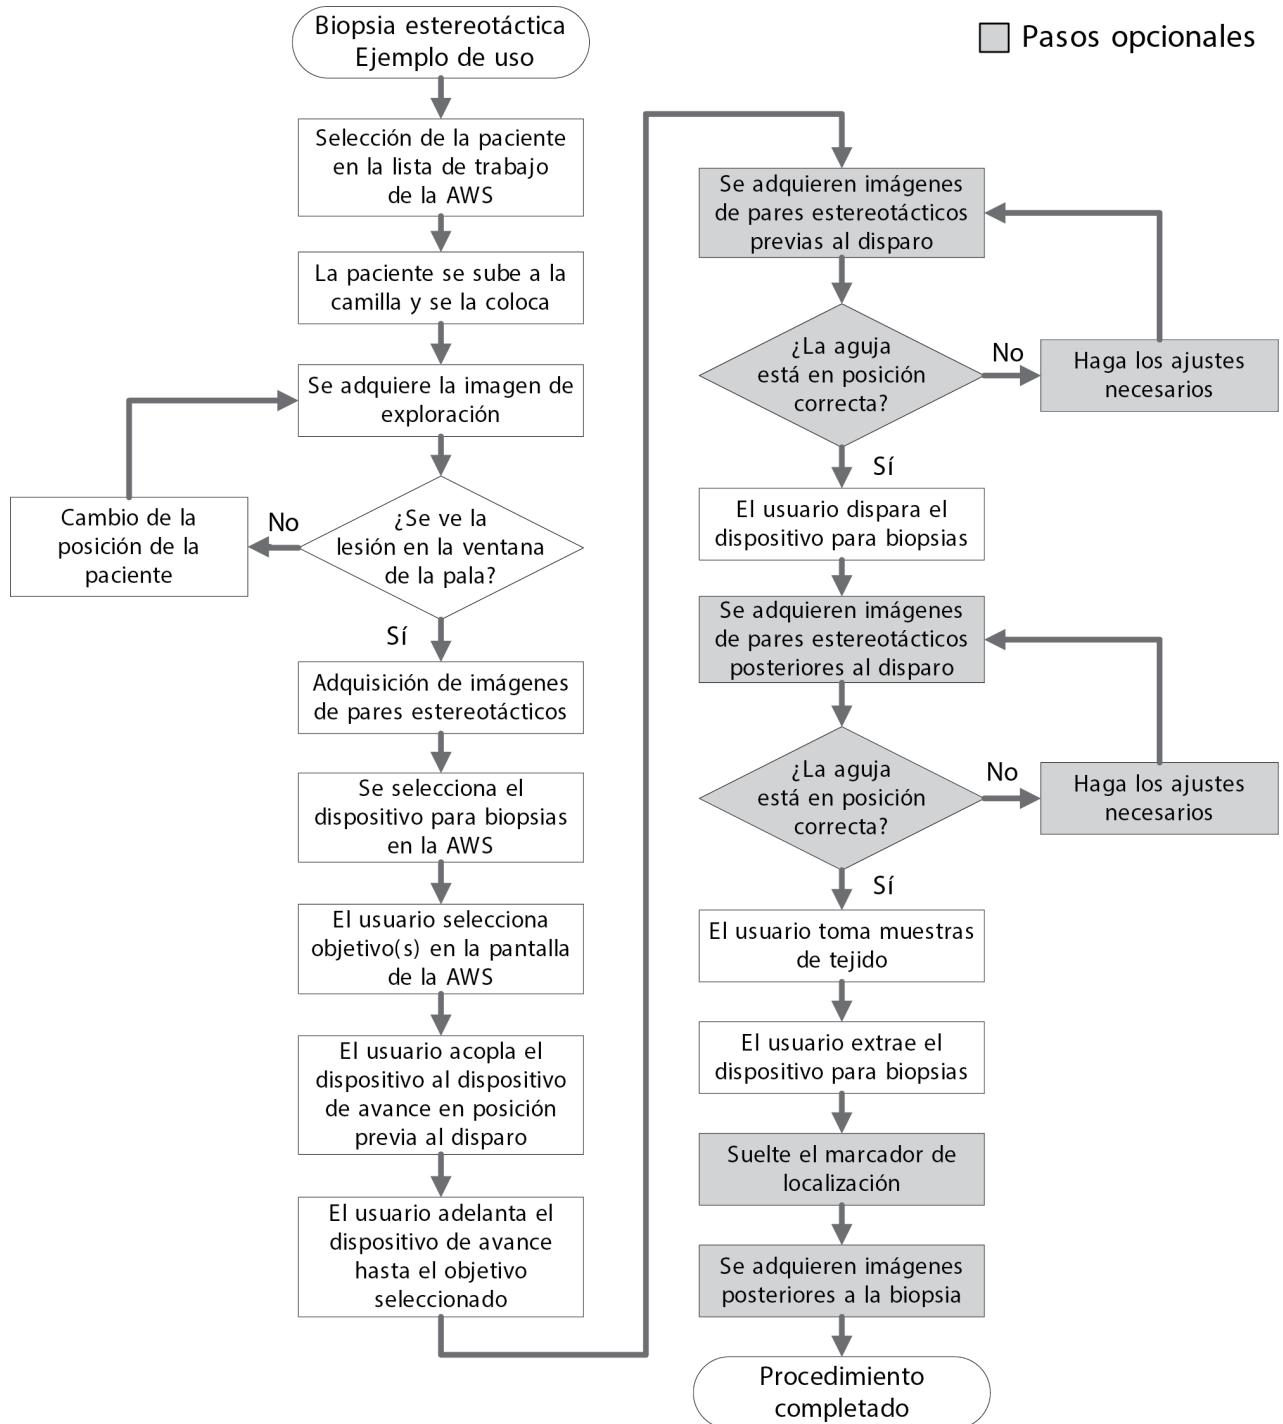 Biopsia estereotáctica
Ejemplo de uso
Pasos opcionales
Selección de la paciente
en la lista de trabajo
de la AWS
La paciente se sube a la
camilla y se la coloca
Se adquiere la imagen de
exploración
¿Se ve la
lesión en la ventana
de la pala?
No
Cambio de la
posición de la
paciente
Sí
Adquisición de imágenes
de pares estereotácticos
Se selecciona el
dispositivo para biopsias
en la AWS
El usuario selecciona
objetivo(s) en la pantalla
de la AWS
El usuario acopla el
dispositivo al dispositivo
de avance en posición
previa al disparo
El usuario adelanta el
dispositivo de avance
hasta el objetivo
seleccionado
Se adquieren imágenes
de pares estereotácticos
previas al disparo
¿La aguja
está en posición
correcta?
No
Haga los ajustes
necesarios
Sí
El usuario dispara el
dispositivo para biopsias
Se adquieren imágenes
de pares estereotácticos
posteriores al disparo
¿La aguja
está en posición
correcta?
No
Haga los ajustes
necesarios
Sí
El usuario toma muestras
de tejido
El usuario extrae el
dispositivo para biopsias
Suelte el marcador de
localización
Se adquieren imágenes
posteriores a la biopsia
Procedimiento
completado